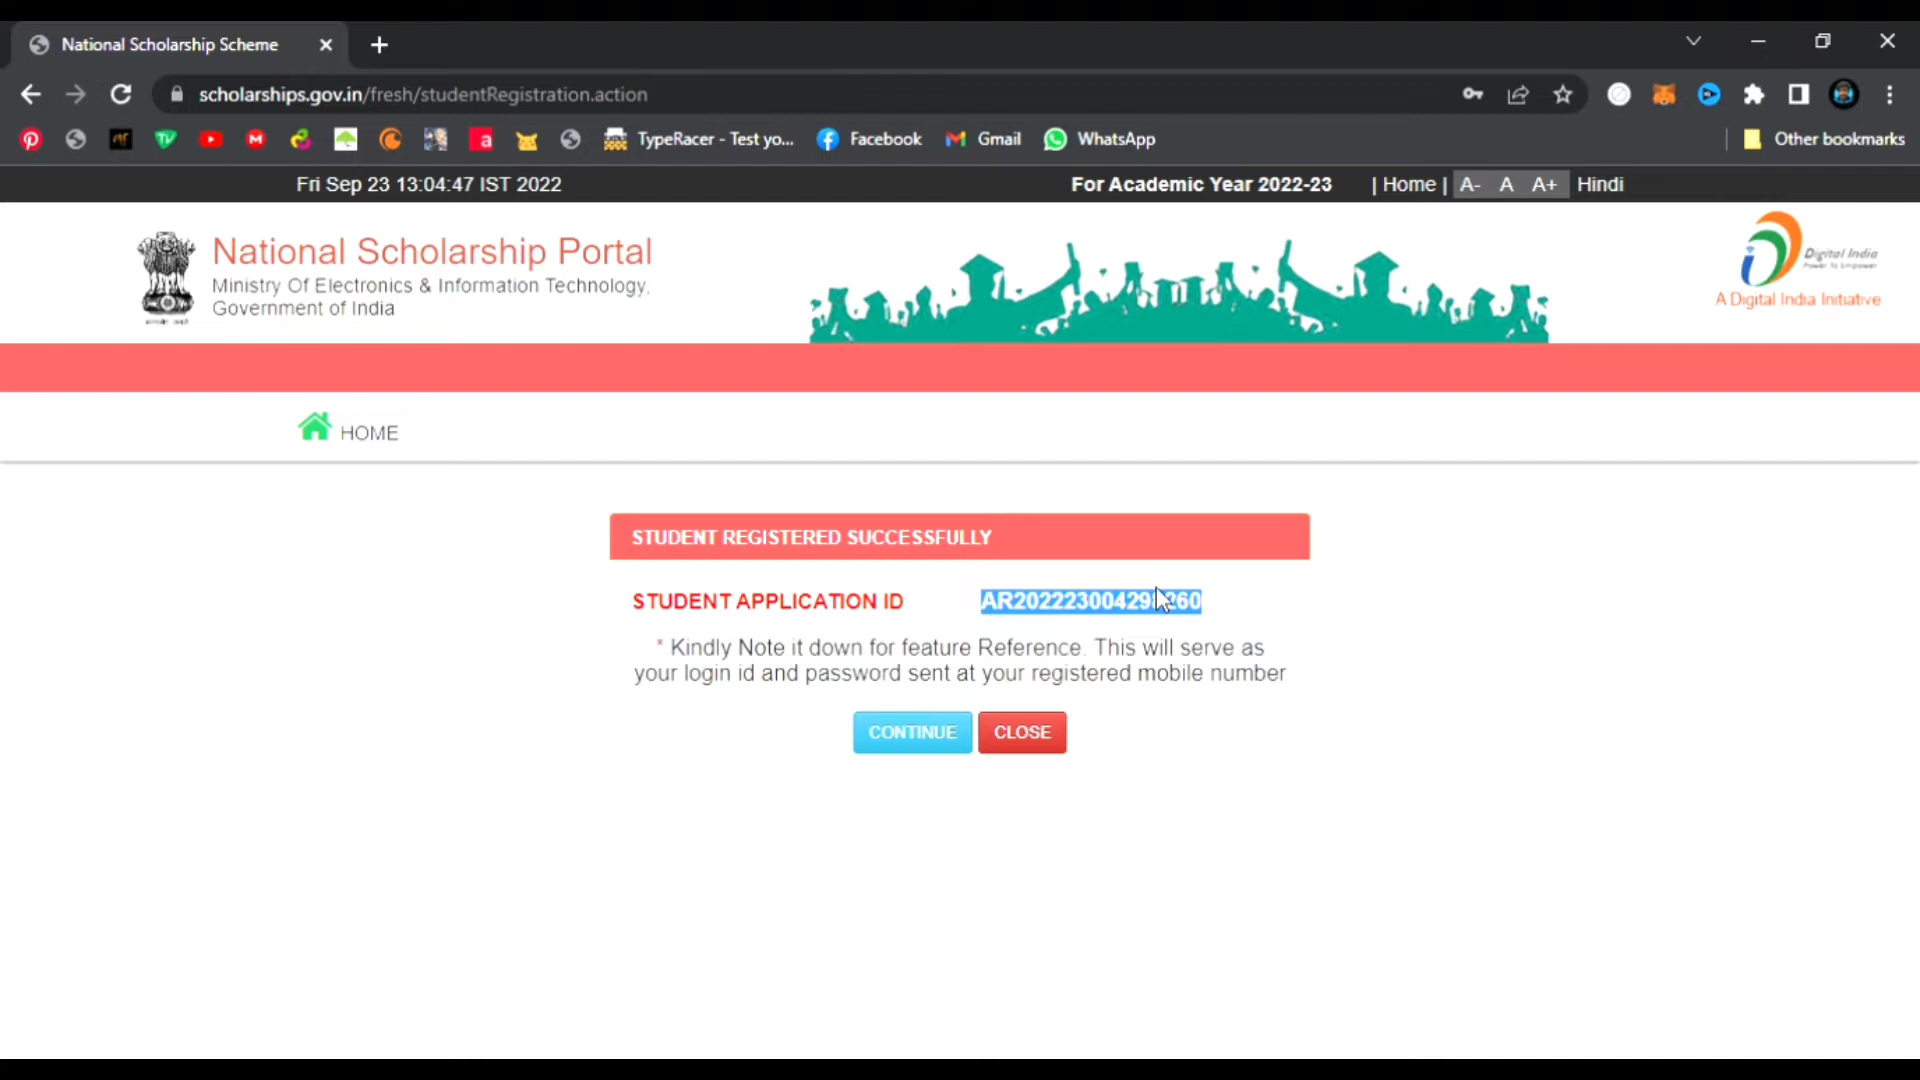 National Scholarship Scheme
scholarships.gov.in/fresh/studentRegistration.action
TypeRacer - Test yo...
Facebook
Gmail
WhatsApp
Other bookmarks
Fri Sep 23 13:04:47 IST 2022
For Academic Year 2022-23
| Home |
A- A A+
Hindi
National Scholarship Portal
Ministry Of Electronics & Information Technology,
Government of India
Digital India
Power To Empower
A Digital India Initiative
HOME
STUDENT REGISTERED SUCCESSFULLY
STUDENT APPLICATION ID
* Kindly Note it down for feature Reference. This will serve as
your login id and password sent at your registered mobile number
CONTINUE
CLOSE